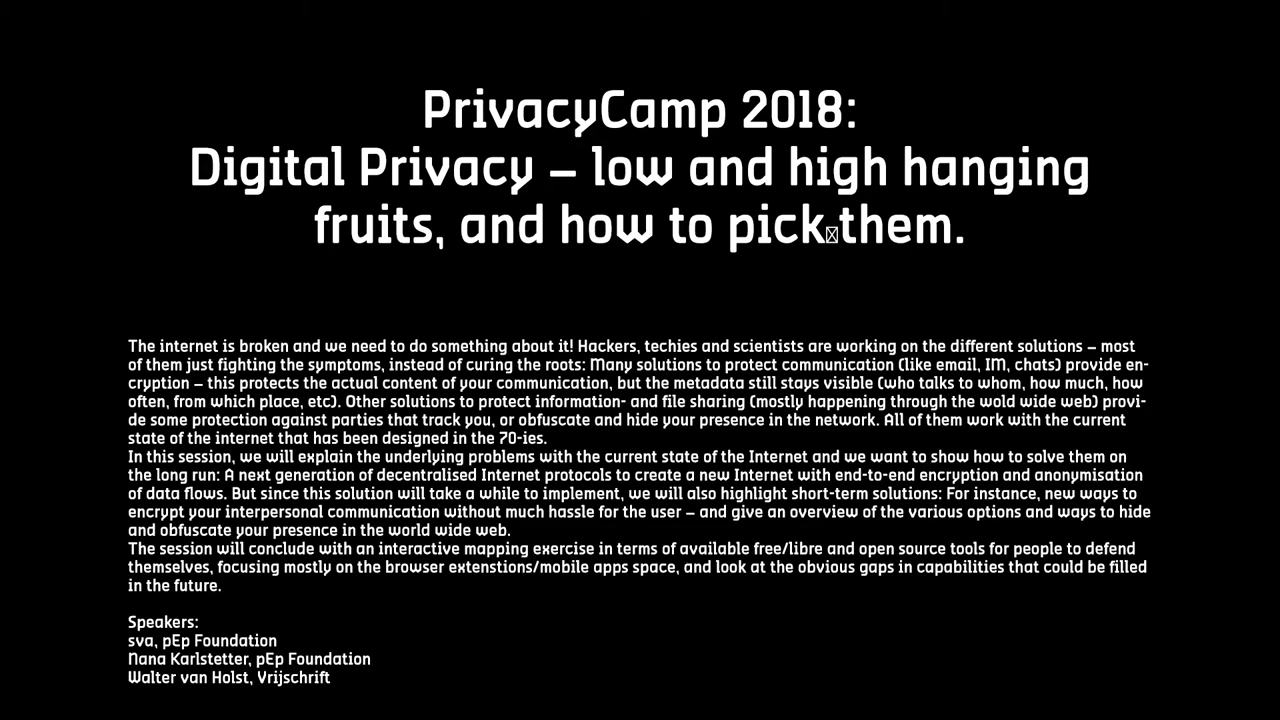 PrivacyCamp 2018:
Digital Privacy – low and high hanging
fruits, and how to pick them.
The internet is broken and we need to do something about it! Hackers, techies and scientists are working on the different solutions – most
of them just fighting the symptoms, instead of curing the roots: Many solutions to protect communication (like email, IM, chats) provide en-
cryption – this protects the actual content of your communication, but the metadata still stays visible (who talks to whom, how much, how
often, from which place, etc). Other solutions to protect information- and file sharing (mostly happening through the wold wide web) provi-
de some protection against parties that track you, or obfuscate and hide your presence in the network. All of them work with the current
state of the internet that has been designed in the 70-ies.
In this session, we will explain the underlying problems with the current state of the Internet and we want to show how to solve them on
the long run: A next generation of decentralised Internet protocols to create a new Internet with end-to-end encryption and anonymisation
of data flows. But since this solution will take a while to implement, we will also highlight short-term solutions: For instance, new ways to
encrypt your interpersonal communication without much hassle for the user – and give an overview of the various options and ways to hide
and obfuscate your presence in the world wide web.
The session will conclude with an interactive mapping exercise in terms of available free/libre and open source tools for people to defend
themselves, focusing mostly on the browser extenstions/mobile apps space, and look at the obvious gaps in capabilities that could be filled
in the future.
Speakers:
sva, pEp Foundation
Nana Karlstetter, pEp Foundation
Walter van Holst, Vrijschrift